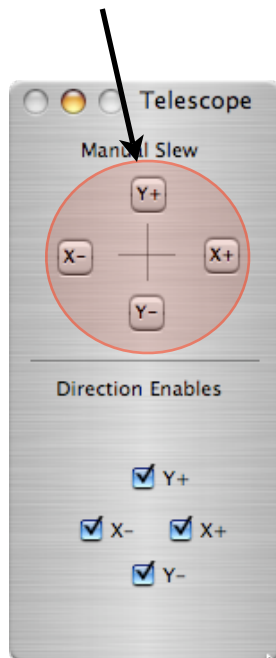 Telescope
Manual Slew
Y+
X- X+
Y-
Direction Enables
Y+
X- X+
Y-